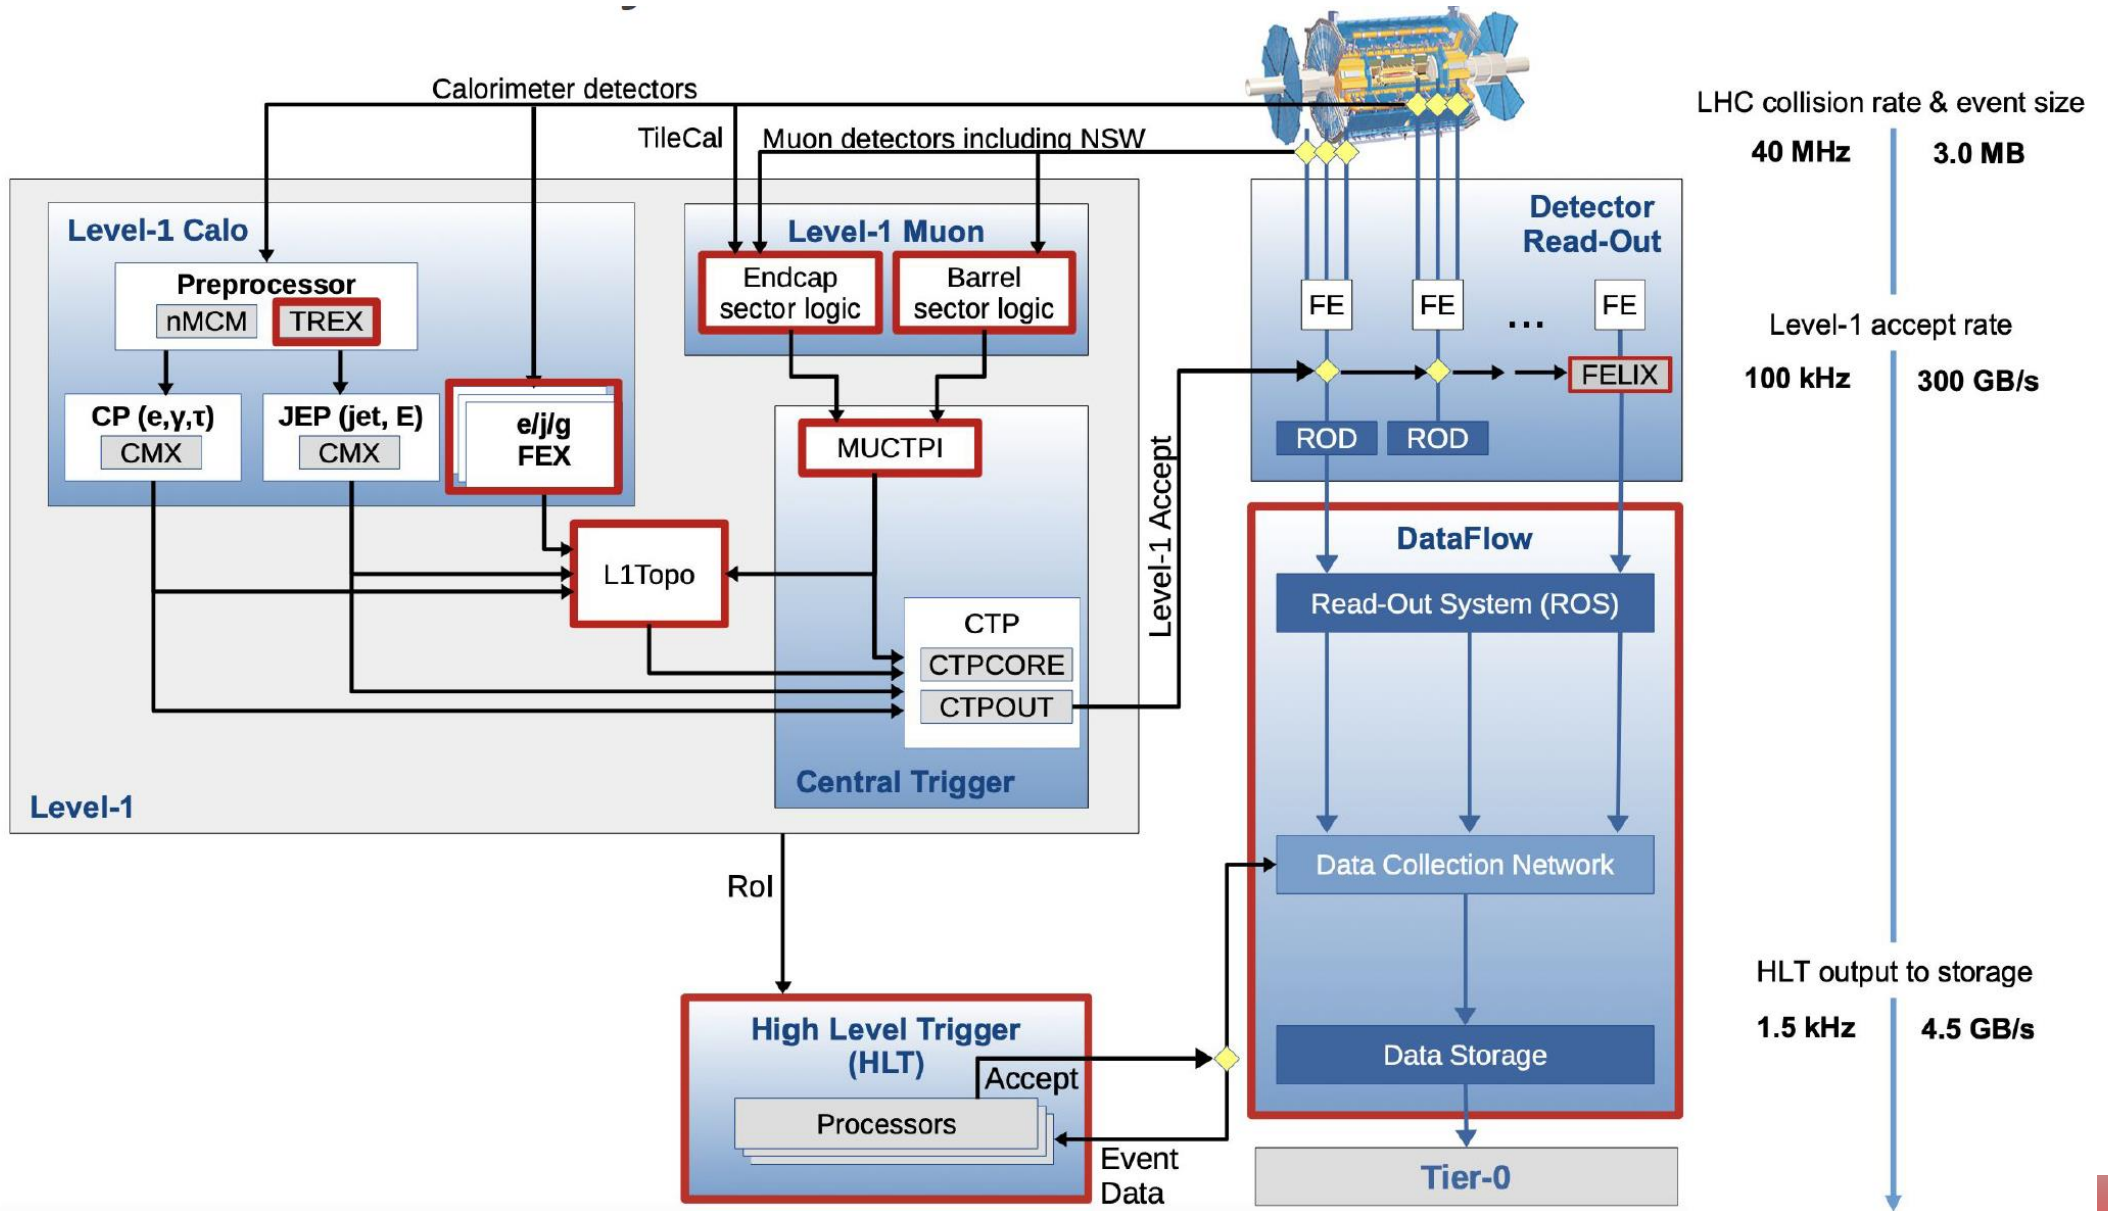 Calorimeter detectors
TileCal
Muon detectors including NSW
LHC collision rate & event size
40 MHz
3.0 MB
Level-1 Calo
Preprocessor
nMCM
TREX
CP (e,γ,τ)
CMX
JEP (jet, E)
CMX
e/j/g
FEX
Level-1 Muon
Endcap
sector logic
Barrel
sector logic
MUCTPI
L1Topo
CTP
CTPCORE
CTPOUT
Central Trigger
Level-1
Level-1 Accept
Detector
Read-Out
FE
FE
...
FE
FELIX
ROD
ROD
Level-1 accept rate
100 kHz
300 GB/s
DataFlow
Read-Out System (ROS)
Data Collection Network
Data Storage
Tier-0
RoI
High Level Trigger
(HLT)
Accept
Processors
Event
Data
HLT output to storage
1.5 kHz
4.5 GB/s